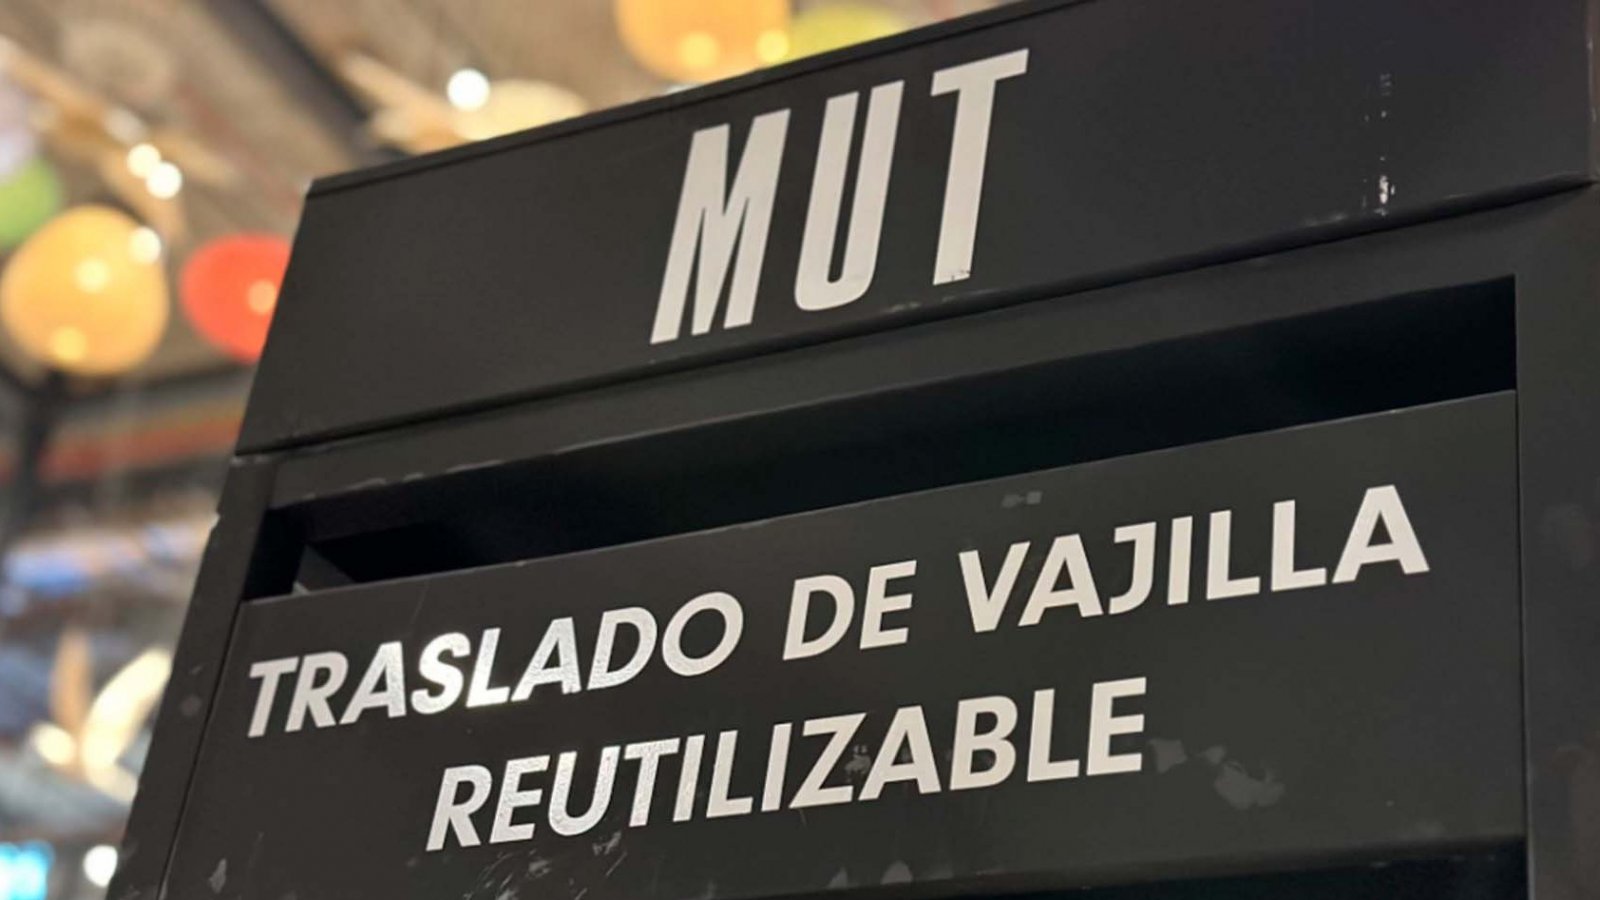 MUT
TRASLADO DE VAJILLA
REUTILIZABLE